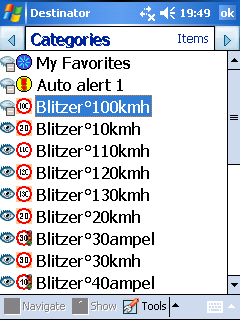 Destinator 19:49 ok
Categories Items
My Favorites
Auto alert 1
Blitzer°100kmh
Blitzer°10kmh
Blitzer°110kmh
Blitzer°120kmh
Blitzer°130kmh
Blitzer°20kmh
Blitzer°30ampel
Blitzer°30kmh
Blitzer°40ampel
Navigate Show Tools